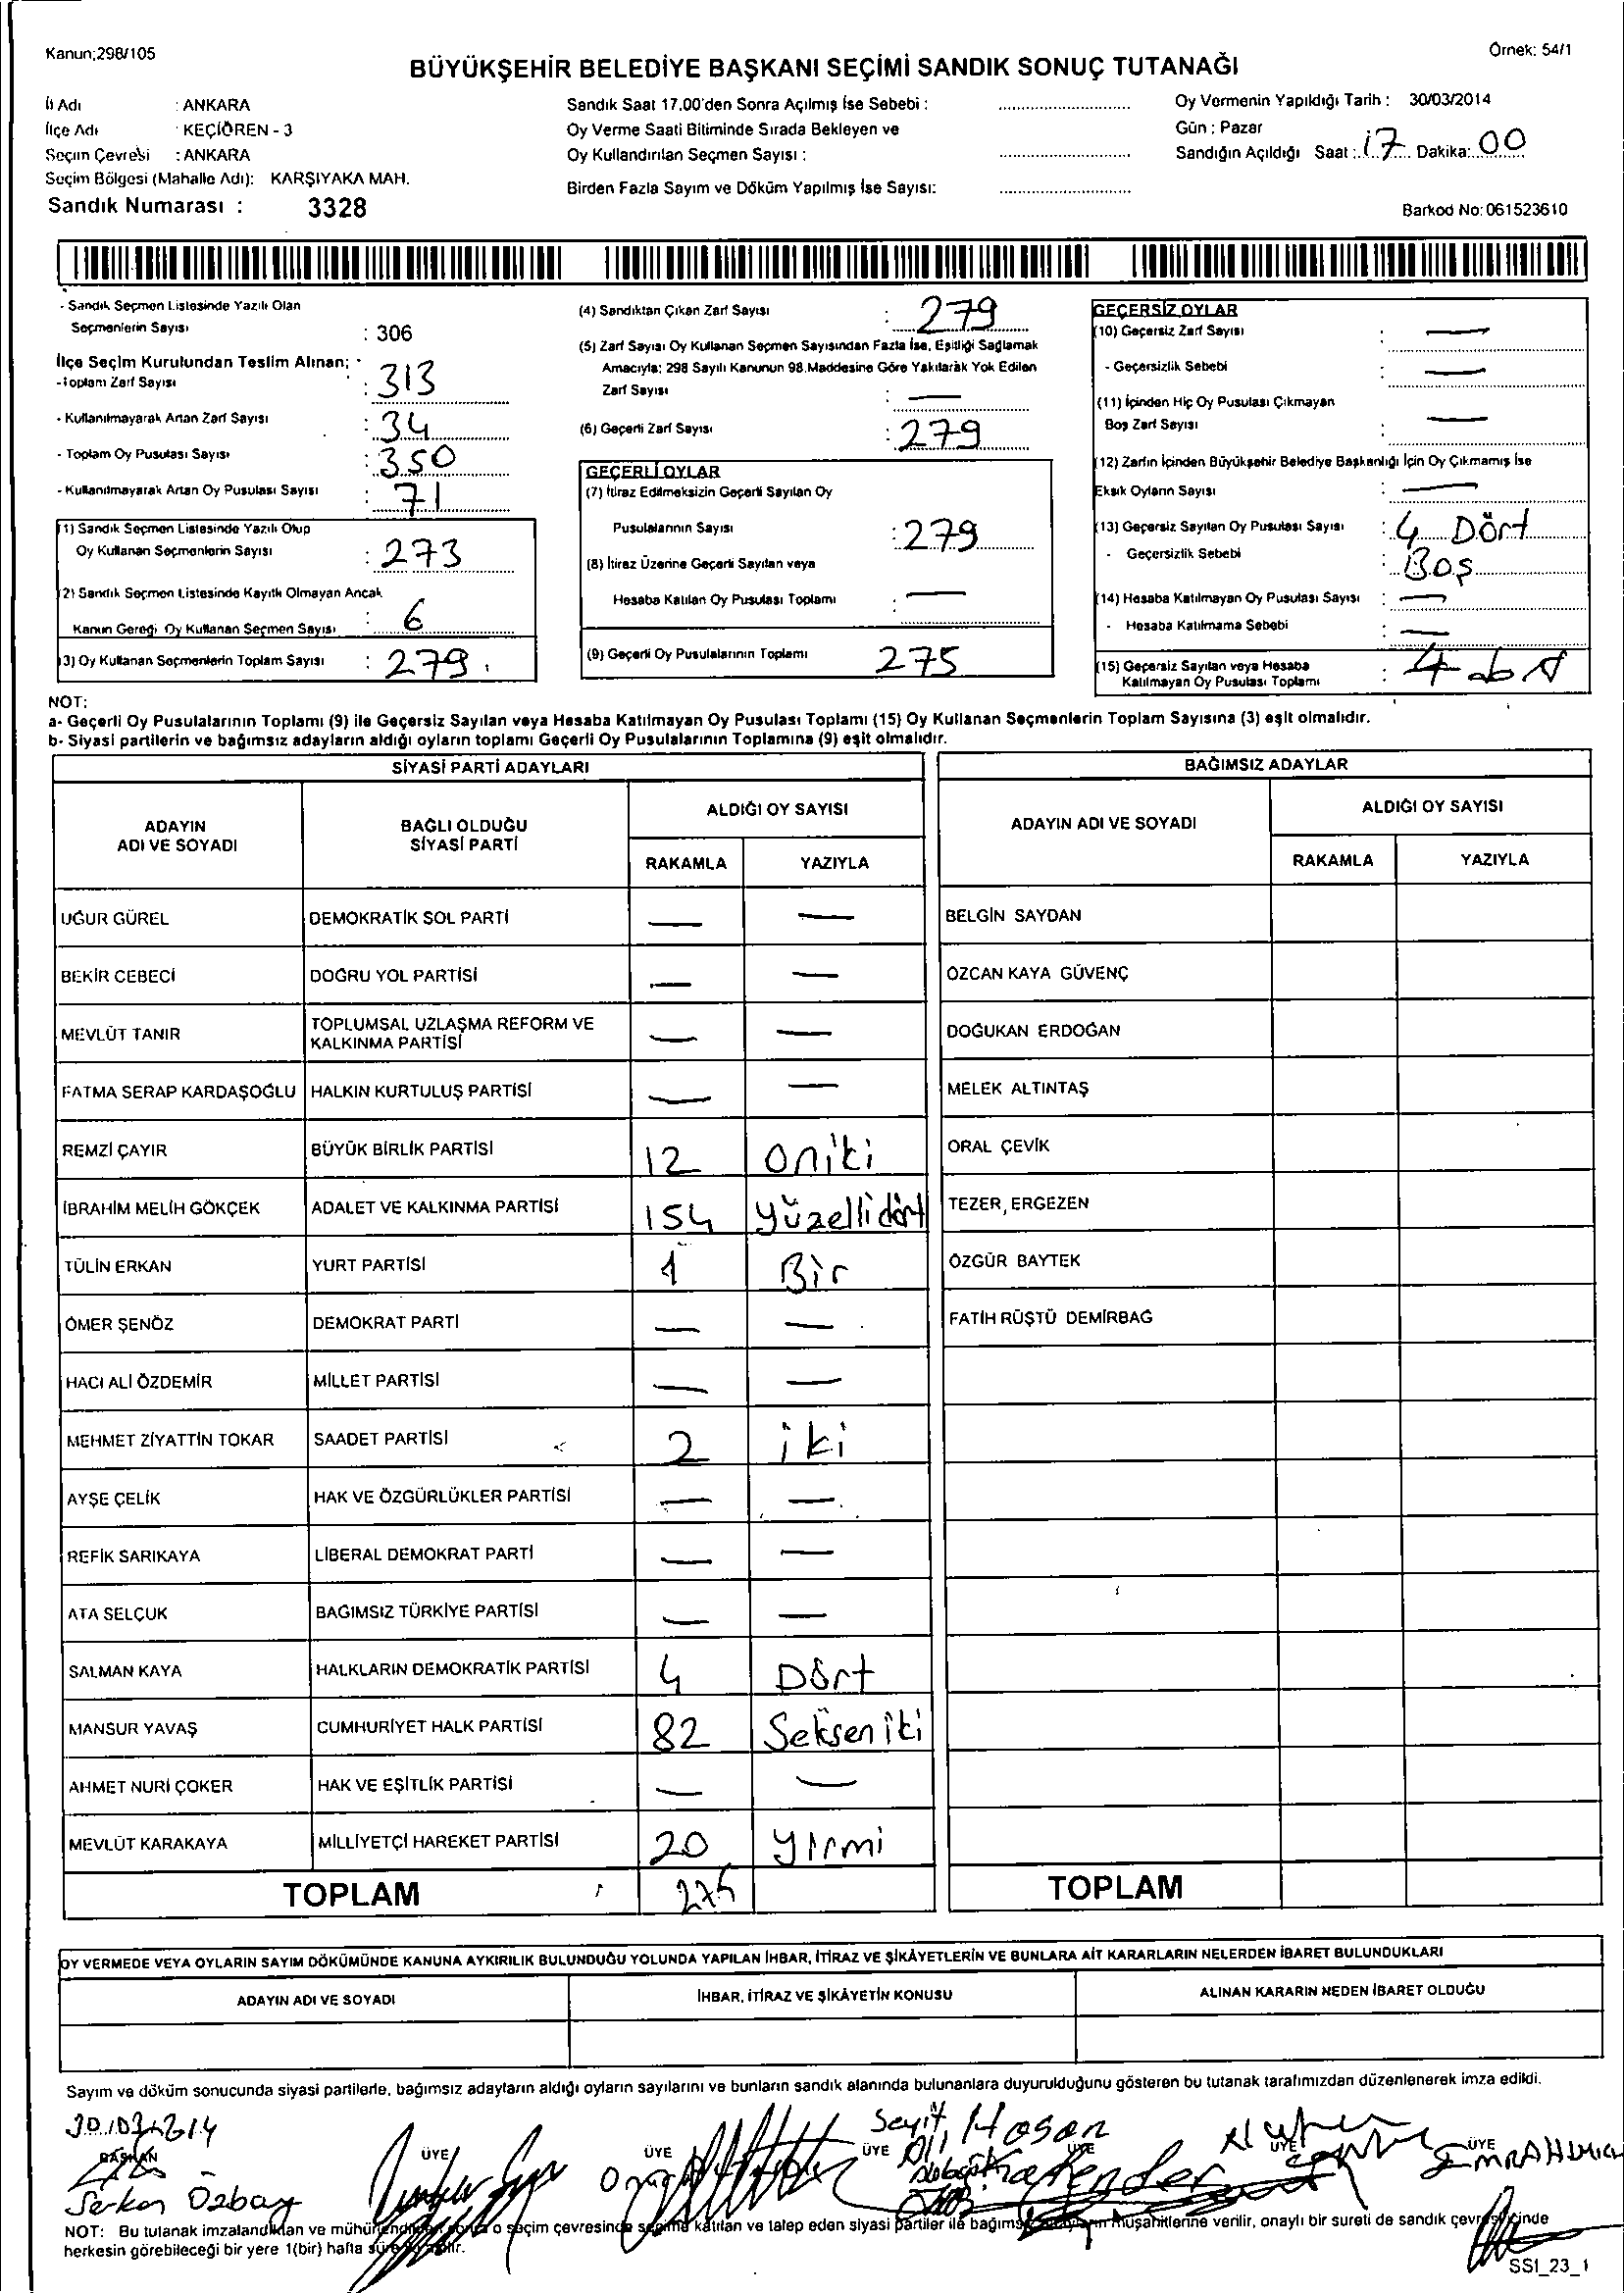 Kanun;298/105
Örnek: 54/1
BÜYÜKŞEHİR BELEDİYE BAŞKANI SEÇİMİ SANDIK SONUÇ TUTANAĞI
İl Adı : ANKARA
İlçe Adı : KEÇİÖREN - 3
Seçim Çevresi : ANKARA
Seçim Bölgesi (Mahalle Adı): KARŞIYAKA MAH.
Sandık Numarası : 3328
Sandık Saat 17.00'den Sonra Açılmış İse Sebebi :
Oy Verme Saati Bitiminde Sırada Bekleyen ve
Oy Kullandırılan Seçmen Sayısı :
Birden Fazla Sayım ve Döküm Yapılmış İse Sayısı:
Oy Vermenin Yapıldığı Tarih : 30/03/2014
Gün : Pazar
Sandığın Açıldığı Saat : 17 Dakika: 00
Barkod No: 061523610
- Sandık Seçmen Listesinde Yazılı Olan
Seçmenlerin Sayısı : 306
İlçe Seçim Kurulundan Teslim Alınan;
-Toplam Zarf Sayısı : 313
- Kullanılmayarak Artan Zarf Sayısı : 34
- Toplam Oy Pusulası Sayısı : 350
- Kullanılmayarak Artan Oy Pusulası Sayısı : 71
(1) Sandık Seçmen Listesinde Yazılı Olup
Oy Kullanan Seçmenlerin Sayısı : 273
(2) Sandık Seçmen Listesinde Kayıtlı Olmayan Ancak
Kanun Gereği Oy Kullanan Seçmen Sayısı : 6
(3) Oy Kullanan Seçmenlerin Toplam Sayısı : 279
(4) Sandıktan Çıkan Zarf Sayısı : 279
(5) Zarf Sayısı Oy Kullanan Seçmen Sayısından Fazla İse, Eşitliği Sağlamak
Amacıyla; 298 Sayılı Kanunun 98.Maddesine Göre Yakılarak Yok Edilen
Zarf Sayısı : —
(6) Geçerli Zarf Sayısı : 279
GEÇERLİ OYLAR
(7) İtiraz Edilmeksizin Geçerli Sayılan Oy
Pusulalarının Sayısı : 279
(8) İtiraz Üzerine Geçerli Sayılan veya
Hesaba Katılan Oy Pusulası Toplamı : —
(9) Geçerli Oy Pusulalarının Toplamı 275
GEÇERSİZ OYLAR
(10) Geçersiz Zarf Sayısı : —
- Geçersizlik Sebebi : —
(11) İçinden Hiç Oy Pusulası Çıkmayan
Boş Zarf Sayısı : —
(12) Zarfın İçinden Büyükşehir Belediye Başkanlığı İçin Oy Çıkmamış İse
Eksik Oyların Sayısı : —
(13) Geçersiz Sayılan Oy Pusulası Sayısı : 4 Dört
- Geçersizlik Sebebi : Boş
(14) Hesaba Katılmayan Oy Pusulası Sayısı : —
- Hesaba Katılmama Sebebi : —
(15) Geçersiz Sayılan veya Hesaba
Katılmayan Oy Pusulası Toplamı : 4
NOT:
a- Geçerli Oy Pusulalarının Toplamı (9) ile Geçersiz Sayılan veya Hesaba Katılmayan Oy Pusulası Toplamı (15) Oy Kullanan Seçmenlerin Toplam Sayısına (3) eşit olmalıdır.
b- Siyasi partilerin ve bağımsız adayların aldığı oyların toplamı Geçerli Oy Pusulalarının Toplamına (9) eşit olmalıdır.
SİYASİ PARTİ ADAYLARI
ADAYIN ADI VE SOYADI BAĞLI OLDUĞU SİYASİ PARTİ ALDIĞI OY SAYISI
RAKAMLA YAZIYLA
UĞUR GÜREL DEMOKRATİK SOL PARTİ — —
BEKİR CEBECİ DOĞRU YOL PARTİSİ — —
MEVLÜT TANIR TOPLUMSAL UZLAŞMA REFORM VE KALKINMA PARTİSİ — —
FATMA SERAP KARDAŞOĞLU HALKIN KURTULUŞ PARTİSİ — —
REMZİ ÇAYIR BÜYÜK BİRLİK PARTİSİ 12 oniki
İBRAHİM MELİH GÖKÇEK ADALET VE KALKINMA PARTİSİ 154 yüzellidört
TÜLİN ERKAN YURT PARTİSİ 1 Bir
ÖMER ŞENÖZ DEMOKRAT PARTİ — —
HACI ALİ ÖZDEMİR MİLLET PARTİSİ — —
MEHMET ZİYATTİN TOKAR SAADET PARTİSİ 2 iki
AYŞE ÇELİK HAK VE ÖZGÜRLÜKLER PARTİSİ — —
REFİK SARIKAYA LİBERAL DEMOKRAT PARTİ — —
ATA SELÇUK BAĞIMSIZ TÜRKİYE PARTİSİ — —
SALMAN KAYA HALKLARIN DEMOKRATİK PARTİSİ 4 Dört
MANSUR YAVAŞ CUMHURİYET HALK PARTİSİ 82 Sekseniki
AHMET NURİ ÇOKER HAK VE EŞİTLİK PARTİSİ — —
MEVLÜT KARAKAYA MİLLİYETÇİ HAREKET PARTİSİ 20 yirmi
TOPLAM 275
BAĞIMSIZ ADAYLAR
ADAYIN ADI VE SOYADI ALDIĞI OY SAYISI
RAKAMLA YAZIYLA
BELGİN SAYDAN
ÖZCAN KAYA GÜVENÇ
DOĞUKAN ERDOĞAN
MELEK ALTINTAŞ
ORAL ÇEVİK
TEZER, ERGEZEN
ÖZGÜR BAYTEK
FATİH RÜŞTÜ DEMİRBAĞ
TOPLAM
OY VERMEDE VEYA OYLARIN SAYIM DÖKÜMÜNDE KANUNA AYKIRILIK BULUNDUĞU YOLUNDA YAPILAN İHBAR, İTİRAZ VE ŞİKÂYETLERİN VE BUNLARA AİT KARARLARIN NELERDEN İBARET BULUNDUKLARI
ADAYIN ADI VE SOYADI İHBAR, İTİRAZ VE ŞİKÂYETİN KONUSU ALINAN KARARIN NEDEN İBARET OLDUĞU
Sayım ve döküm sonucunda siyasi partilerle, bağımsız adayların aldığı oyların sayılarını ve bunların sandık alanında bulunanlara duyurulduğunu gösteren bu tutanak tarafımızdan düzenlenerek imza edildi.
BAŞKAN ÜYE ÜYE ÜYE ÜYE ÜYE ÜYE
Serkan Özbay
Seyit Hasan
NOT: Bu tutanak imzalandıktan ve o seçim çevresinde seçime katılan ve talep eden siyasi partiler ile müşahitlerine verilir, onaylı bir sureti de sandık çevresi içinde
herkesin görebileceği bir yere 1(bir) hafta
SSI_23_1